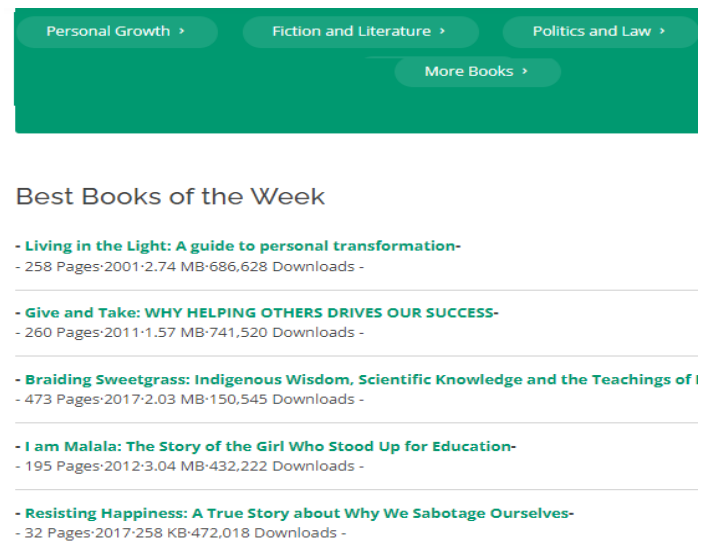 Personal Growth ›
Fiction and Literature ›
Politics and Law ›
More Books ›
Best Books of the Week
- Living in the Light: A guide to personal transformation-
- 258 Pages·2001·2.74 MB·686,628 Downloads -
- Give and Take: WHY HELPING OTHERS DRIVES OUR SUCCESS-
- 260 Pages·2011·1.57 MB·741,520 Downloads -
- Braiding Sweetgrass: Indigenous Wisdom, Scientific Knowledge and the Teachings of
- 473 Pages·2017·2.03 MB·150,545 Downloads -
- I am Malala: The Story of the Girl Who Stood Up for Education-
- 195 Pages·2012·3.04 MB·432,222 Downloads -
- Resisting Happiness: A True Story about Why We Sabotage Ourselves-
- 32 Pages·2017·258 KB·472,018 Downloads -